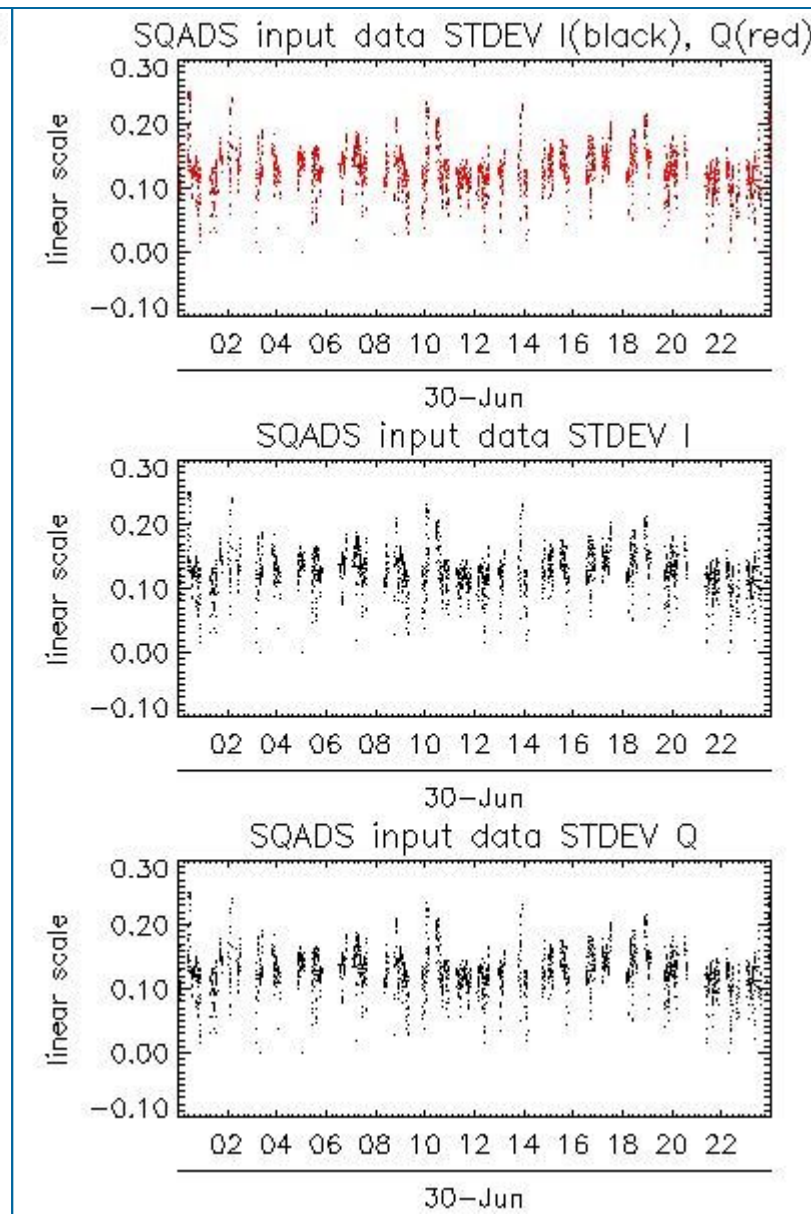 SQADS input data STDEV I(black), Q(red)
0.30
0.20
0.10
0.00
−0.10
linear scale
02 04 06 08 10 12 14 16 18 20 22
30−Jun
SQADS input data STDEV I
0.30
0.20
0.10
0.00
−0.10
linear scale
02 04 06 08 10 12 14 16 18 20 22
30−Jun
SQADS input data STDEV Q
0.30
0.20
0.10
0.00
−0.10
linear scale
02 04 06 08 10 12 14 16 18 20 22
30−Jun